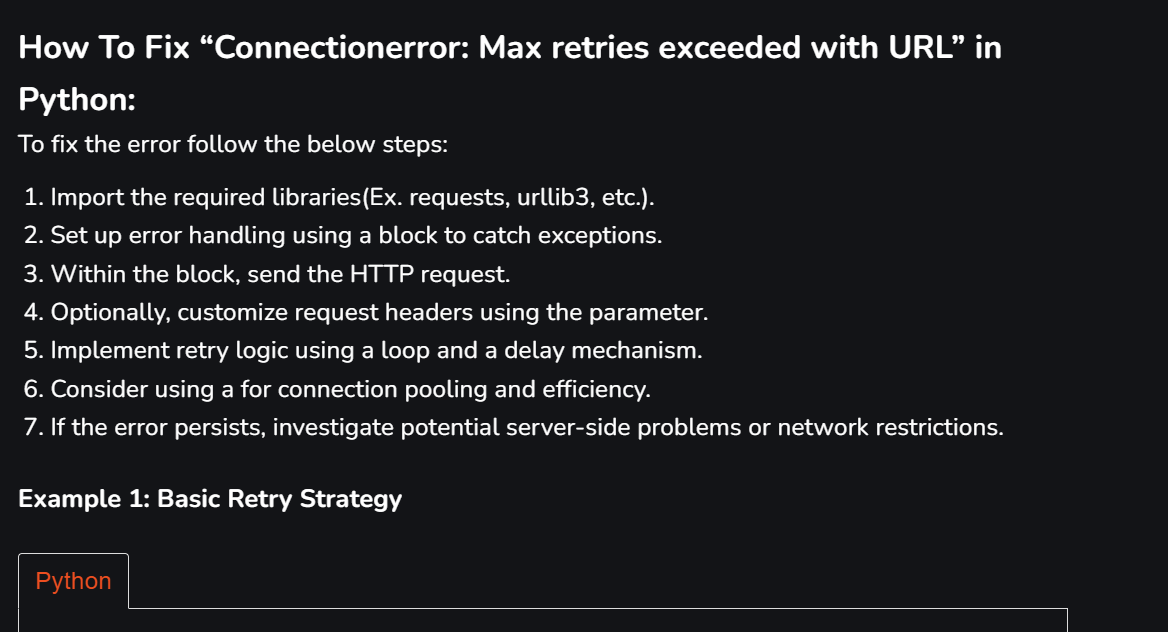 How To Fix “Connectionerror: Max retries exceeded with URL” in
Python:
To fix the error follow the below steps:
1. Import the required libraries(Ex. requests, urllib3, etc.).
2. Set up error handling using a block to catch exceptions.
3. Within the block, send the HTTP request.
4. Optionally, customize request headers using the parameter.
5. Implement retry logic using a loop and a delay mechanism.
6. Consider using a for connection pooling and efficiency.
7. If the error persists, investigate potential server-side problems or network restrictions.
Example 1: Basic Retry Strategy
Python